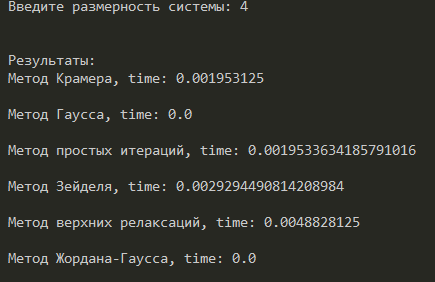 Введите размерность системы: 4
Результаты:
Метод Крамера, time: 0.001953125
Метод Гаусса, time: 0.0
Метод простых итераций, time: 0.0019533634185791016
Метод Зейделя, time: 0.0029294490814208984
Метод верхних релаксаций, time: 0.0048828125
Метод Жордана-Гаусса, time: 0.0